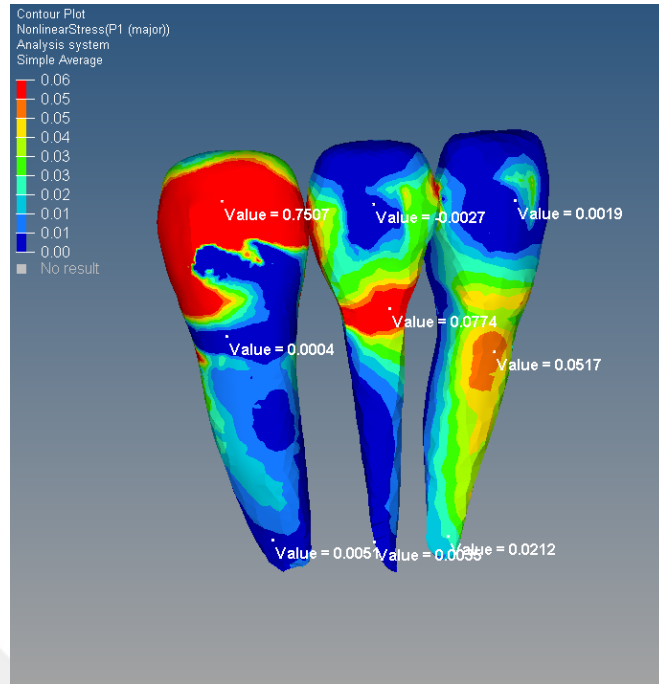 Contour Plot
NonlinearStress(P1 (major))
Analysis system
Simple Average
0.06
0.05
0.04
0.03
0.03
0.02
0.01
0.01
0.00
No result
Value = 0.7507
Value = -0.0027
Value = 0.0019
Value = 0.0774
Value = 0.0004
Value = 0.0517
Value = 0.0051
Value = 0.0035
Value = 0.0212